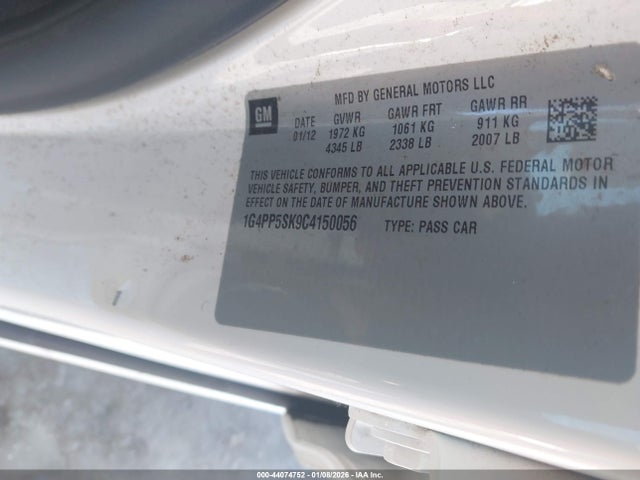 MFD BY GENERAL MOTORS LLC
GM
DATE GVWR GAWR FRT GAWR RR
01/12 1972 KG 1061 KG 911 KG
4345 LB 2338 LB 2007 LB
THIS VEHICLE CONFORMS TO ALL APPLICABLE U.S. FEDERAL MOTOR
VEHICLE SAFETY, BUMPER, AND THEFT PREVENTION STANDARDS IN
EFFECT ON THE DATE OF MANUFACTURE SHOWN ABOVE.
1G4PP5SK9C4150056 TYPE: PASS CAR
000-44074752 01/08/2026 © IAA Inc.